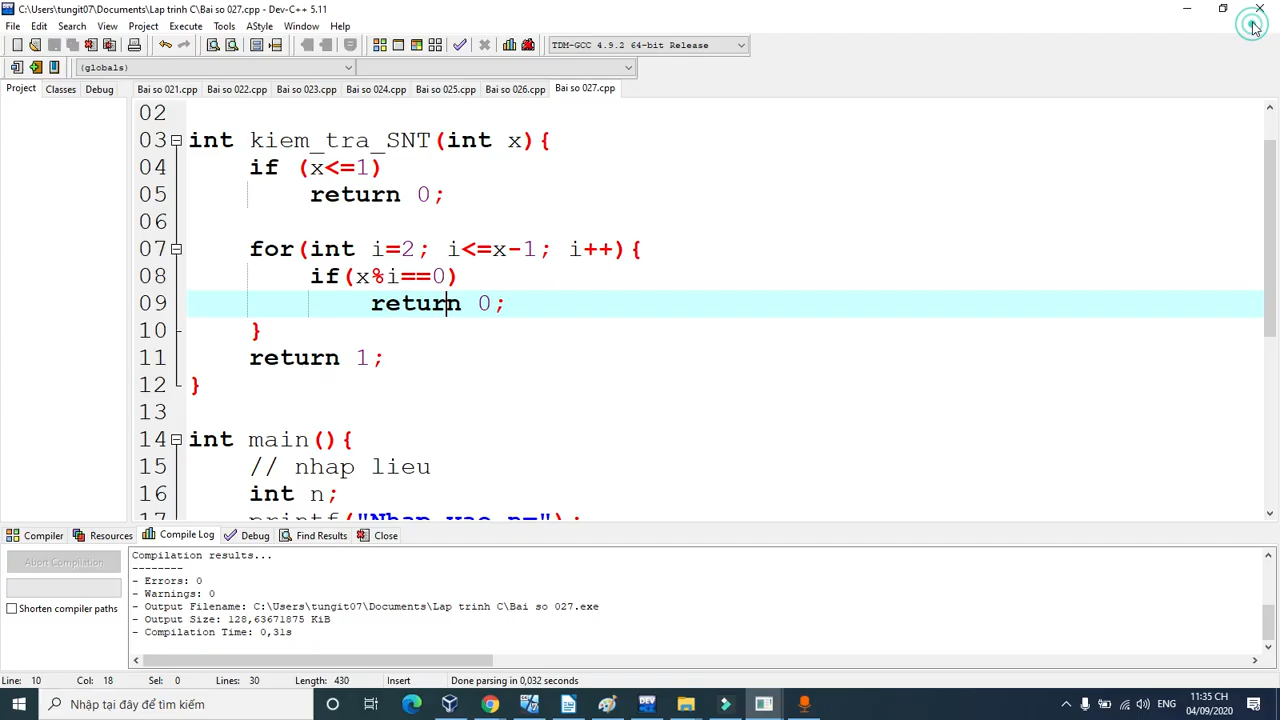 C:\Users\tungit07\Documents\Lap trinh C\Bai so 027.cpp - Dev-C++ 5.11
File Edit Search View Project Execute Tools AStyle Window Help
TDM-GCC 4.9.2 64-bit Release
(globals)
Project Classes Debug Bai so 021.cpp Bai so 022.cpp Bai so 023.cpp Bai so 024.cpp Bai so 025.cpp Bai so 026.cpp Bai so 027.cpp
02
03 int kiem_tra_SNT(int x){
04 if (x<=1)
05 return 0;
06
07 for(int i=2; i<=x-1; i++){
08 if(x%i==0)
09 return 0;
10 }
11 return 1;
12 }
13
14 int main(){
15 // nhap lieu
16 int n;
17 printf("Nhap vao n=");
Compiler Resources Compile Log Debug Find Results Close
Abort Compilation
Shorten compiler paths
Compilation results...
--------
- Errors: 0
- Warnings: 0
- Output Filename: C:\Users\tungit07\Documents\Lap trinh C\Bai so 027.exe
- Output Size: 128,63671875 KiB
- Compilation Time: 0,31s
Line: 10 Col: 18 Sel: 0 Lines: 30 Length: 430 Insert Done parsing in 0,032 seconds
Nhập tại đây để tìm kiếm
ENG
11:35 CH
04/09/2020